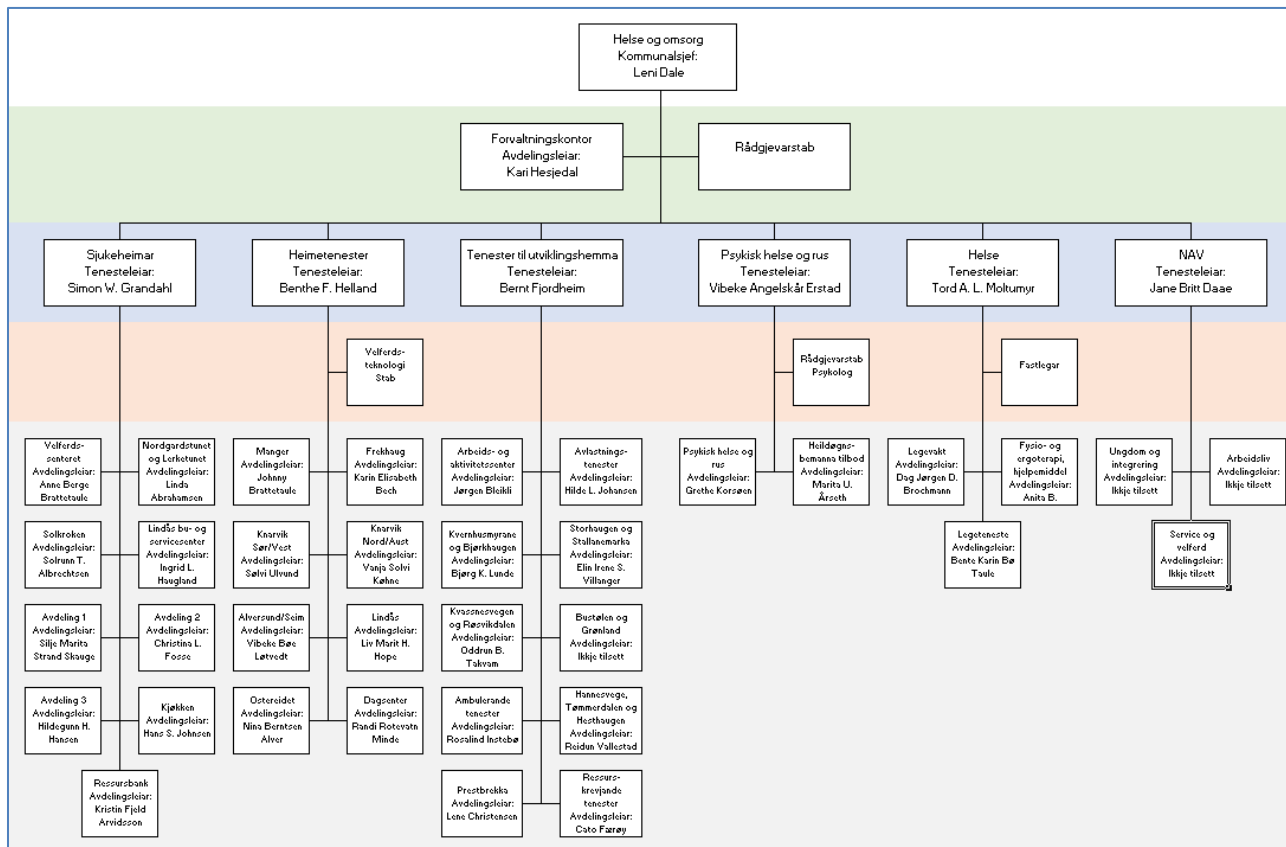 Helse og omsorg
Kommunalsjef:
Leni Dale
Forvaltningskontor
Avdelingsleiar:
Kari Hesjedal
Rådgjevarstab
Sjukeheimar
Tenesteleiar:
Simon W. Grandahl
Heimetenester
Tenesteleiar:
Benthe F. Helland
Tenester til utviklingshemma
Tenesteleiar:
Bernt Fjordheim
Psykisk helse og rus
Tenesteleiar:
Vibeke Angelskår Erstad
Helse
Tenesteleiar:
Tord A. L. Moltumyr
NAV
Tenesteleiar:
Jane Britt Daae
Velferds-
teknologi
Stab
Rådgjevarstab
Psykolog
Fastlegar
Velferds-
senteret
Avdelingsleiar:
Anne Berge
Brattetaule
Nordgardstunet
og Lerketunet
Avdelingsleiar:
Linda
Abrahamsen
Manger
Avdelingsleiar:
Johnny
Brattetaule
Frekhaug
Avdelingsleiar:
Karin Elisabeth
Bech
Arbeids- og
aktivitetssenter
Avdelingsleiar:
Jørgen Bleikli
Avlastnings-
tenester
Avdelingsleiar:
Hilde L. Johansen
Psykisk helse og
rus
Avdelingsleiar:
Grethe Korsøen
Heildøgns-
bemanna tilbod
Avdelingsleiar:
Marita U.
Årseth
Legevakt
Avdelingsleiar:
Dag Jørgen D.
Brochmann
Fysio- og
ergoterapi,
hjelpemiddel
Avdelingsleiar:
Anita B.
Ungdom og
integrering
Avdelingsleiar:
Ikkje tilsett
Arbeidsliv
Avdelingsleiar:
Ikkje tilsett
Solkroken
Avdelingsleiar:
Solrunn T.
Albrechtsen
Lindås bu- og
servicesenter
Avdelingsleiar:
Ingrid L.
Haugland
Knarvik
Sør/Vest
Avdelingsleiar:
Sølvi Ulvund
Knarvik
Nord/Aust
Avdelingsleiar:
Vanja Solvi
Køhne
Kvernhusmyrane
og Bjørkhaugen
Avdelingsleiar:
Bjørg K. Lunde
Storhaugen og
Stallanemarka
Avdelingsleiar:
Elin Irene S.
Villanger
Legeteneste
Avdelingsleiar:
Bente Karin Bø
Taule
Service og
velferd
Avdelingsleiar:
Ikkje tilsett
Avdeling 1
Avdelingsleiar:
Silje Marita
Strand Skauge
Avdeling 2
Avdelingsleiar:
Christina L.
Fosse
Alversund/Seim
Avdelingsleiar:
Vibeke Bøe
Løtvedt
Lindås
Avdelingsleiar:
Liv Marit H.
Hope
Kvassnesvegen
og Røsvikdalen
Avdelingsleiar:
Oddrun B.
Takvam
Bustølen og
Grønland
Avdelingsleiar:
Ikkje tilsett
Avdeling 3
Avdelingsleiar:
Hildegunn H.
Hansen
Kjøkken
Avdelingsleiar:
Hans S. Johnsen
Ostereidet
Avdelingsleiar:
Nina Berntsen
Alver
Dagsenter
Avdelingsleiar:
Randi Rotevatn
Minde
Ambulerande
tenester
Avdelingsleiar:
Rosalind Instebø
Hannesvege,
Tømmerdalen og
Hesthaugen
Avdelingsleiar:
Reidun Vallestad
Ressursbank
Avdelingsleiar:
Kristin Fjeld
Arvidsson
Prestbrekka
Avdelingsleiar:
Lene Christensen
Ressurs-
krevjande
tenester
Avdelingsleiar:
Cato Færøy